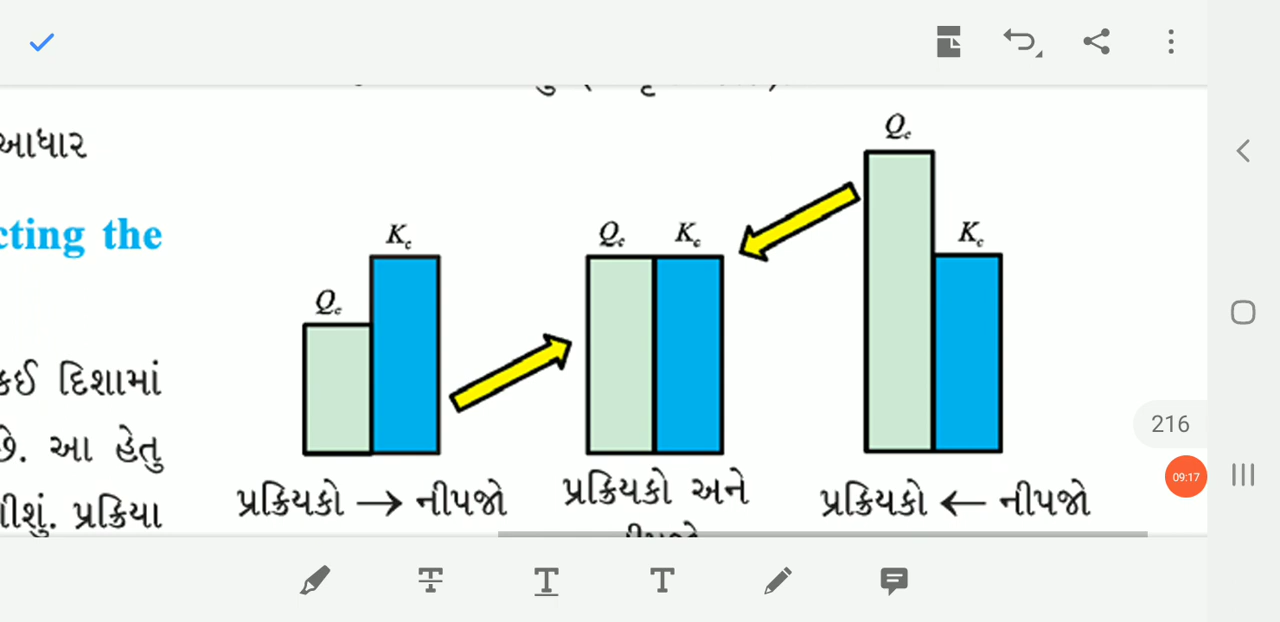 આધાર
cting the
કઈ દિશામાં
છે. આ હેતુ
પ્રક્રિયા
Qc
Kc
Qc
Kc
Qc
Kc
પ્રક્રિયકો → નીપજો
પ્રક્રિયકો અને
પ્રક્રિયકો ← નીપજો
216
09:17
T
T
T